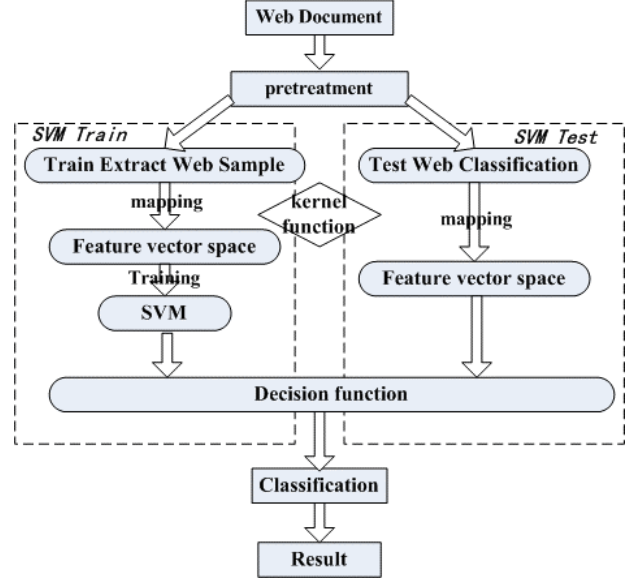 Web Document
pretreatment
SVM Train
SVM Test
Train Extract Web Sample
Test Web Classification
mapping
kernel
function
mapping
Feature vector space
Training
Feature vector space
SVM
Decision function
Classification
Result